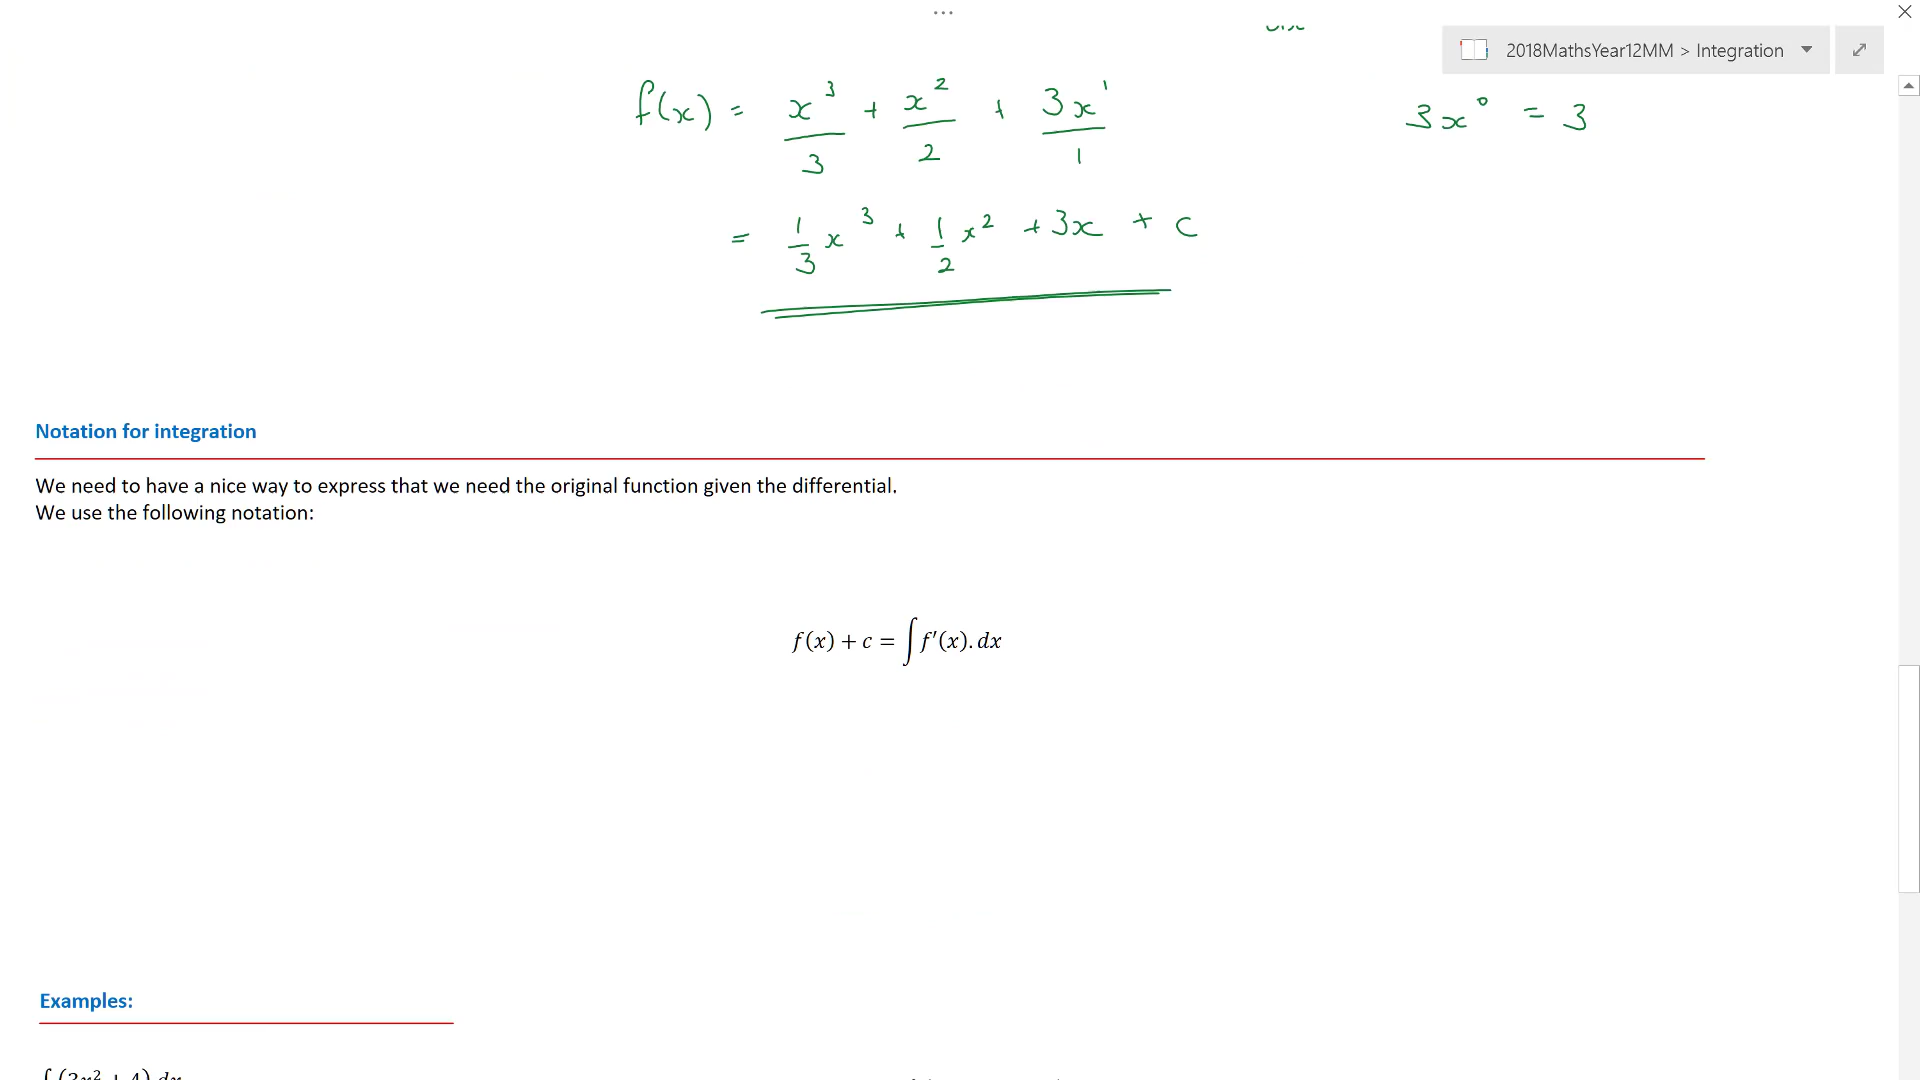 2018MathsYear12MM > Integration
f(x) = x³/3 + x²/2 + 3x¹/1
3x⁰ = 3
= 1/3 x³ + 1/2 x² + 3x + c
Notation for integration
We need to have a nice way to express that we need the original function given the differential.
We use the following notation:
f(x) + c = ∫ f′(x). dx
Examples: